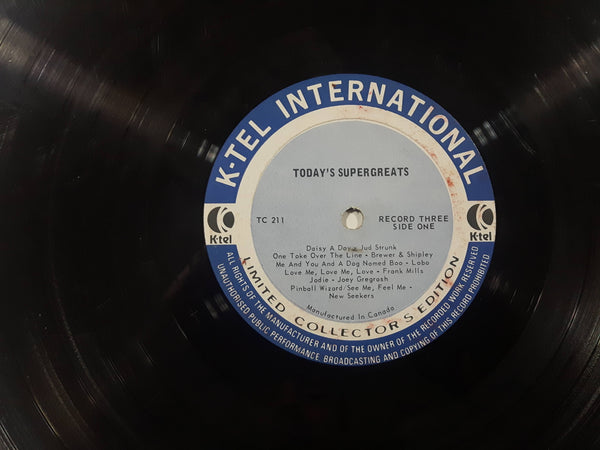 K-TEL INTERNATIONAL
TODAY'S SUPERGREATS
TC 211
RECORD THREE
SIDE ONE
K-tel
K-tel
Daisy A Day - Jud Strunk
One Toke Over The Line - Brewer & Shipley
Me And You And A Dog Named Boo - Lobo
Love Me, Love Me, Love - Frank Mills
Jodie - Joey Gregrosh
Pinball Wizard/See Me, Feel Me -
New Seekers
Manufactured In Canada
LIMITED COLLECTOR'S EDITION
ALL RIGHTS OF THE MANUFACTURER AND OF THE OWNER OF THE RECORDED WORK RESERVED
UNAUTHORISED PUBLIC PERFORMANCE, BROADCASTING AND COPYING OF THIS RECORD PROHIBITED